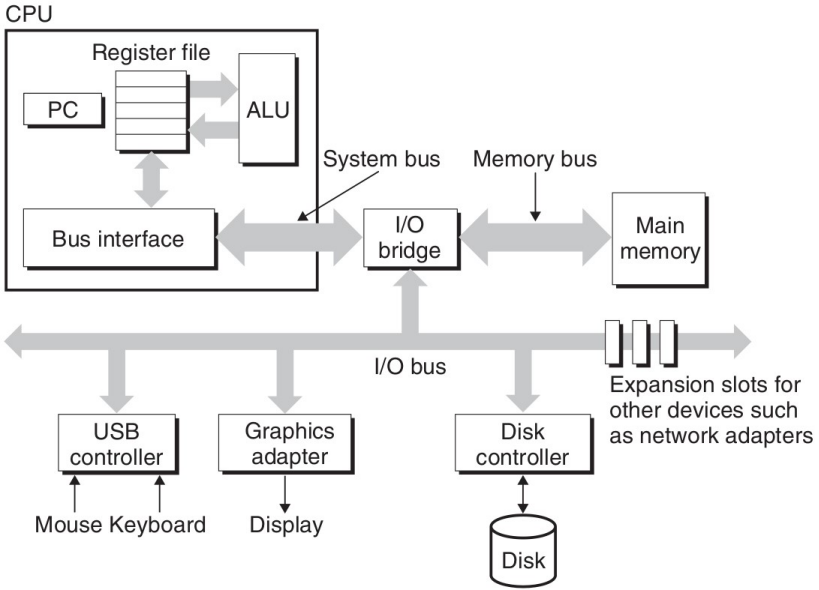 CPU
Register file
PC
ALU
System bus
Memory bus
Bus interface
I/O
bridge
Main
memory
I/O bus
Expansion slots for
other devices such
as network adapters
USB
controller
Graphics
adapter
Disk
controller
Mouse Keyboard
Display
Disk